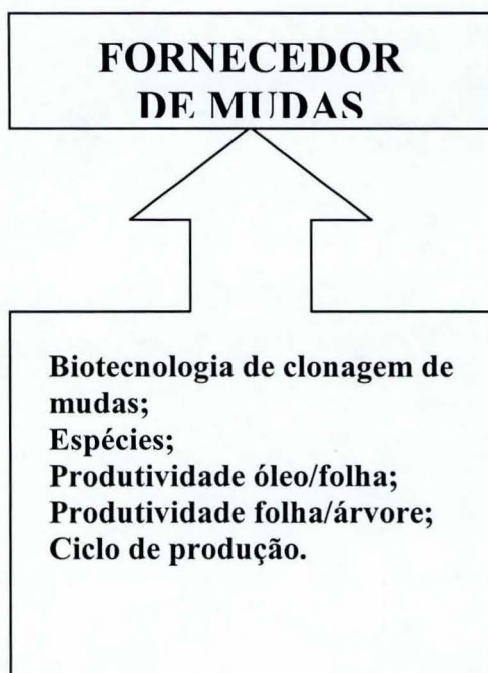 FORNECEDOR
DE MUDAS
Biotecnologia de clonagem de
mudas;
Espécies;
Produtividade óleo/folha;
Produtividade folha/árvore;
Ciclo de produção.